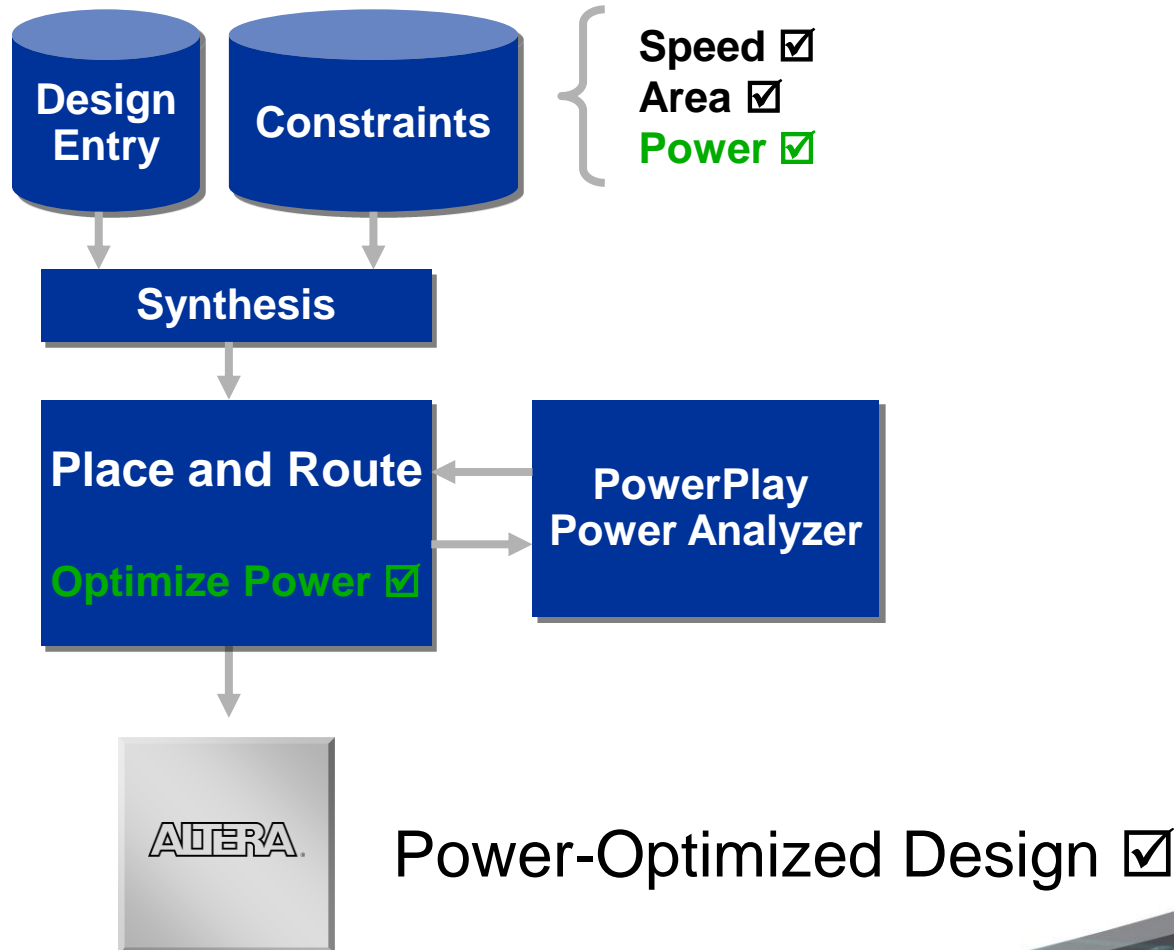 Design
Entry
Constraints
Speed ☑
Area ☑
Power ☑
Synthesis
Place and Route
Optimize Power ☑
PowerPlay
Power Analyzer
ALTERA®
Power-Optimized Design ☑